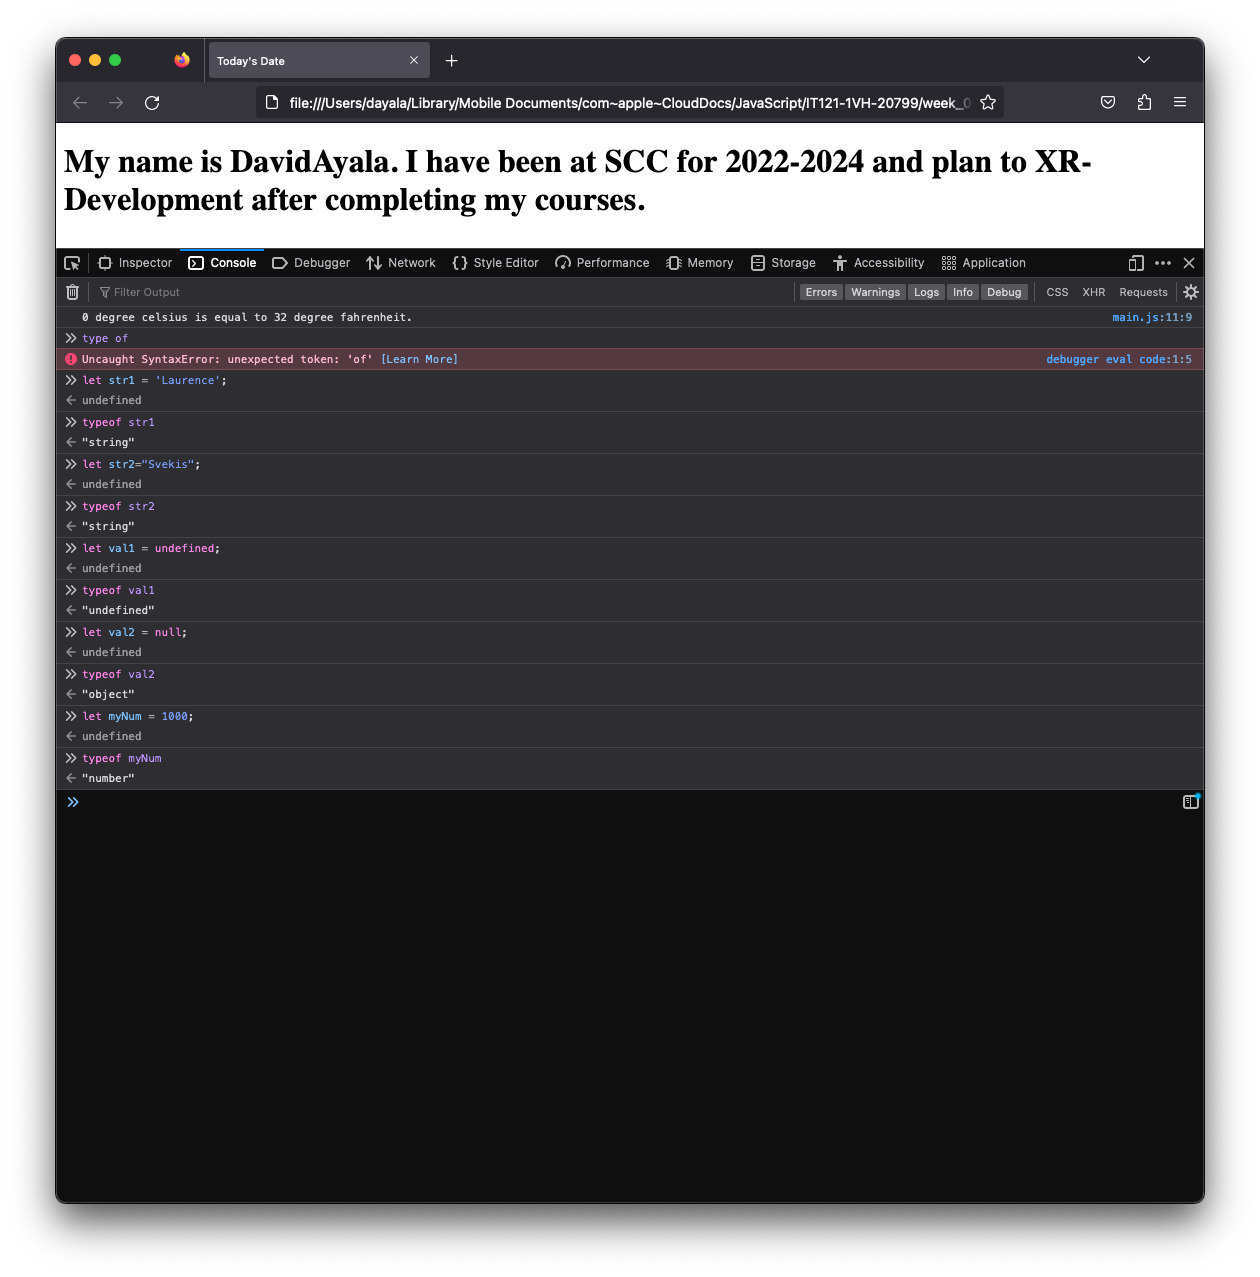 Today's Date
file:///Users/dayala/Library/Mobile Documents/com~apple~CloudDocs/JavaScript/IT121-1VH-20799/week_0
My name is DavidAyala. I have been at SCC for 2022-2024 and plan to XR-
Development after completing my courses.
Inspector Console Debugger Network Style Editor Performance Memory Storage Accessibility Application
Filter Output Errors Warnings Logs Info Debug CSS XHR Requests
0 degree celsius is equal to 32 degree fahrenheit. main.js:11:9
type of
Uncaught SyntaxError: unexpected token: 'of' [Learn More] debugger eval code:1:5
let str1 = 'Laurence';
undefined
typeof str1
"string"
let str2="Svekis";
undefined
typeof str2
"string"
let val1 = undefined;
undefined
typeof val1
"undefined"
let val2 = null;
undefined
typeof val2
"object"
let myNum = 1000;
undefined
typeof myNum
"number"